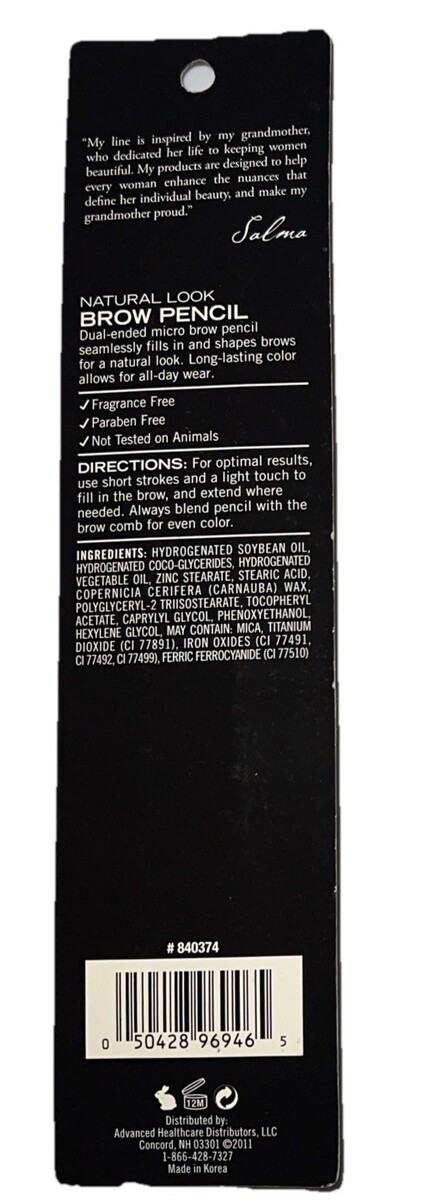 "My line is inspired by my grandmother,
who dedicated her life to keeping women
beautiful. My products are designed to help
every woman enhance the nuances that
define her individual beauty, and make my
grandmother proud."
Salma
NATURAL LOOK
BROW PENCIL
Dual-ended micro brow pencil
seamlessly fills in and shapes brows
for a natural look. Long-lasting color
allows for all-day wear.
✓Fragrance Free
✓Paraben Free
✓Not Tested on Animals
DIRECTIONS: For optimal results,
use short strokes and a light touch to
fill in the brow, and extend where
needed. Always blend pencil with the
brow comb for even color.
INGREDIENTS: HYDROGENATED SOYBEAN OIL,
HYDROGENATED COCO-GLYCERIDES, HYDROGENATED
VEGETABLE OIL, ZINC STEARATE, STEARIC ACID,
COPERNICIA CERIFERA (CARNAUBA) WAX,
POLYGLYCERYL-2 TRIISOSTEARATE, TOCOPHERYL
ACETATE, CAPRYLYL GLYCOL, PHENOXYETHANOL,
HEXYLENE GLYCOL, MAY CONTAIN: MICA, TITANIUM
DIOXIDE (CI 77891), IRON OXIDES (CI 77491,
CI 77492, CI 77499), FERRIC FERROCYANIDE (CI 77510)
# 840374
0 50428 96946 5
12M
Distributed by:
Advanced Healthcare Distributors, LLC
Concord, NH 03301 ©2011
1-866-428-7327
Made in Korea